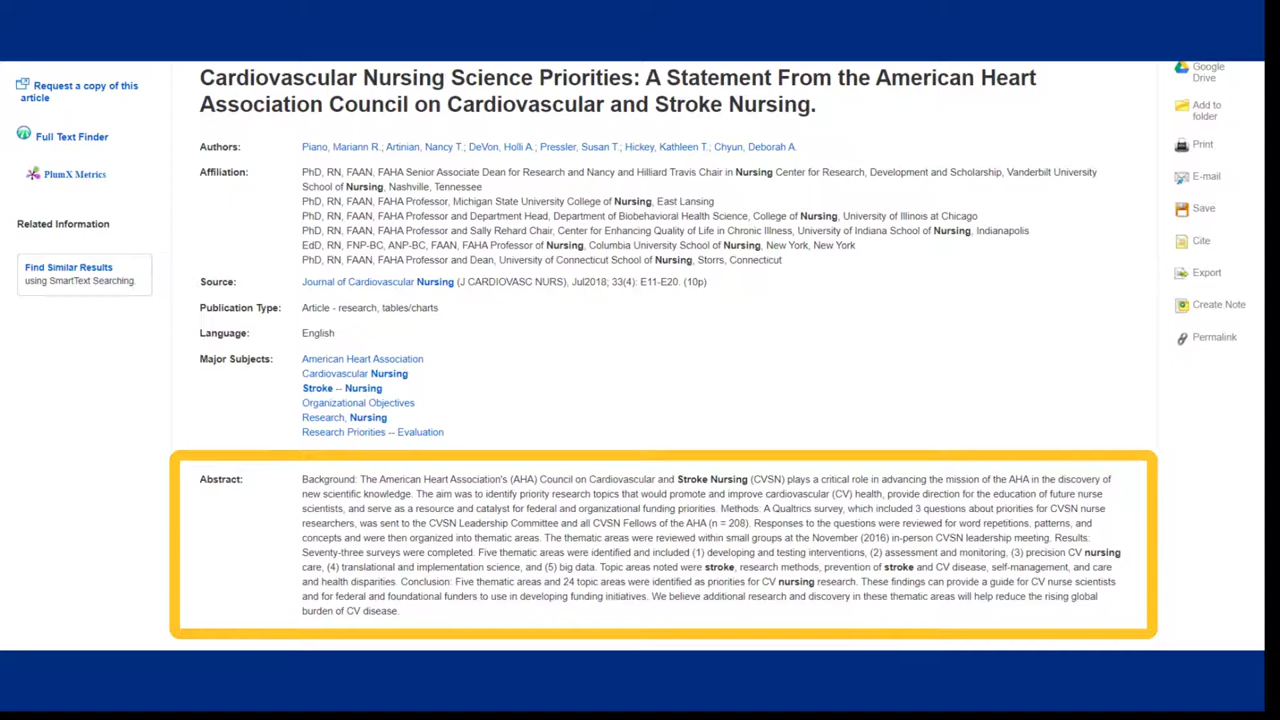 Request a copy of this
article
Full Text Finder
PlumX Metrics
Related Information
Find Similar Results
using SmartText Searching.
Cardiovascular Nursing Science Priorities: A Statement From the American Heart
Association Council on Cardiovascular and Stroke Nursing.
Authors: Piano, Mariann R.; Artinian, Nancy T.; DeVon, Holli A.; Pressler, Susan T.; Hickey, Kathleen T.; Chyun, Deborah A.
Affiliation: PhD, RN, FAAN, FAHA Senior Associate Dean for Research and Nancy and Hilliard Travis Chair in Nursing Center for Research, Development and Scholarship, Vanderbilt University
School of Nursing, Nashville, Tennessee
PhD, RN, FAAN, FAHA Professor, Michigan State University College of Nursing, East Lansing
PhD, RN, FAAN, FAHA Professor and Department Head, Department of Biobehavioral Health Science, College of Nursing, University of Illinois at Chicago
PhD, RN, FAAN, FAHA Professor and Sally Rehard Chair, Center for Enhancing Quality of Life in Chronic Illness, University of Indiana School of Nursing, Indianapolis
EdD, RN, FNP-BC, ANP-BC, FAAN, FAHA Professor of Nursing, Columbia University School of Nursing, New York, New York
PhD, RN, FAAN, FAHA Professor and Dean, University of Connecticut School of Nursing, Storrs, Connecticut
Source: Journal of Cardiovascular Nursing (J CARDIOVASC NURS), Jul2018; 33(4): E11-E20. (10p)
Publication Type: Article - research, tables/charts
Language: English
Major Subjects: American Heart Association
Cardiovascular Nursing
Stroke -- Nursing
Organizational Objectives
Research, Nursing
Research Priorities -- Evaluation
Abstract: Background: The American Heart Association's (AHA) Council on Cardiovascular and Stroke Nursing (CVSN) plays a critical role in advancing the mission of the AHA in the discovery of
new scientific knowledge. The aim was to identify priority research topics that would promote and improve cardiovascular (CV) health, provide direction for the education of future nurse
scientists, and serve as a resource and catalyst for federal and organizational funding priorities. Methods: A Qualtrics survey, which included 3 questions about priorities for CVSN nurse
researchers, was sent to the CVSN Leadership Committee and all CVSN Fellows of the AHA (n = 208). Responses to the questions were reviewed for word repetitions, patterns, and
concepts and were then organized into thematic areas. The thematic areas were reviewed within small groups at the November (2016) in-person CVSN leadership meeting. Results:
Seventy-three surveys were completed. Five thematic areas were identified and included (1) developing and testing interventions, (2) assessment and monitoring, (3) precision CV nursing
care, (4) translational and implementation science, and (5) big data. Topic areas noted were stroke, research methods, prevention of stroke and CV disease, self-management, and care
and health disparities. Conclusion: Five thematic areas and 24 topic areas were identified as priorities for CV nursing research. These findings can provide a guide for CV nurse scientists
and for federal and foundational funders to use in developing funding initiatives. We believe additional research and discovery in these thematic areas will help reduce the rising global
burden of CV disease.
Google
Drive
Add to
folder
Print
E-mail
Save
Cite
Export
Create Note
Permalink